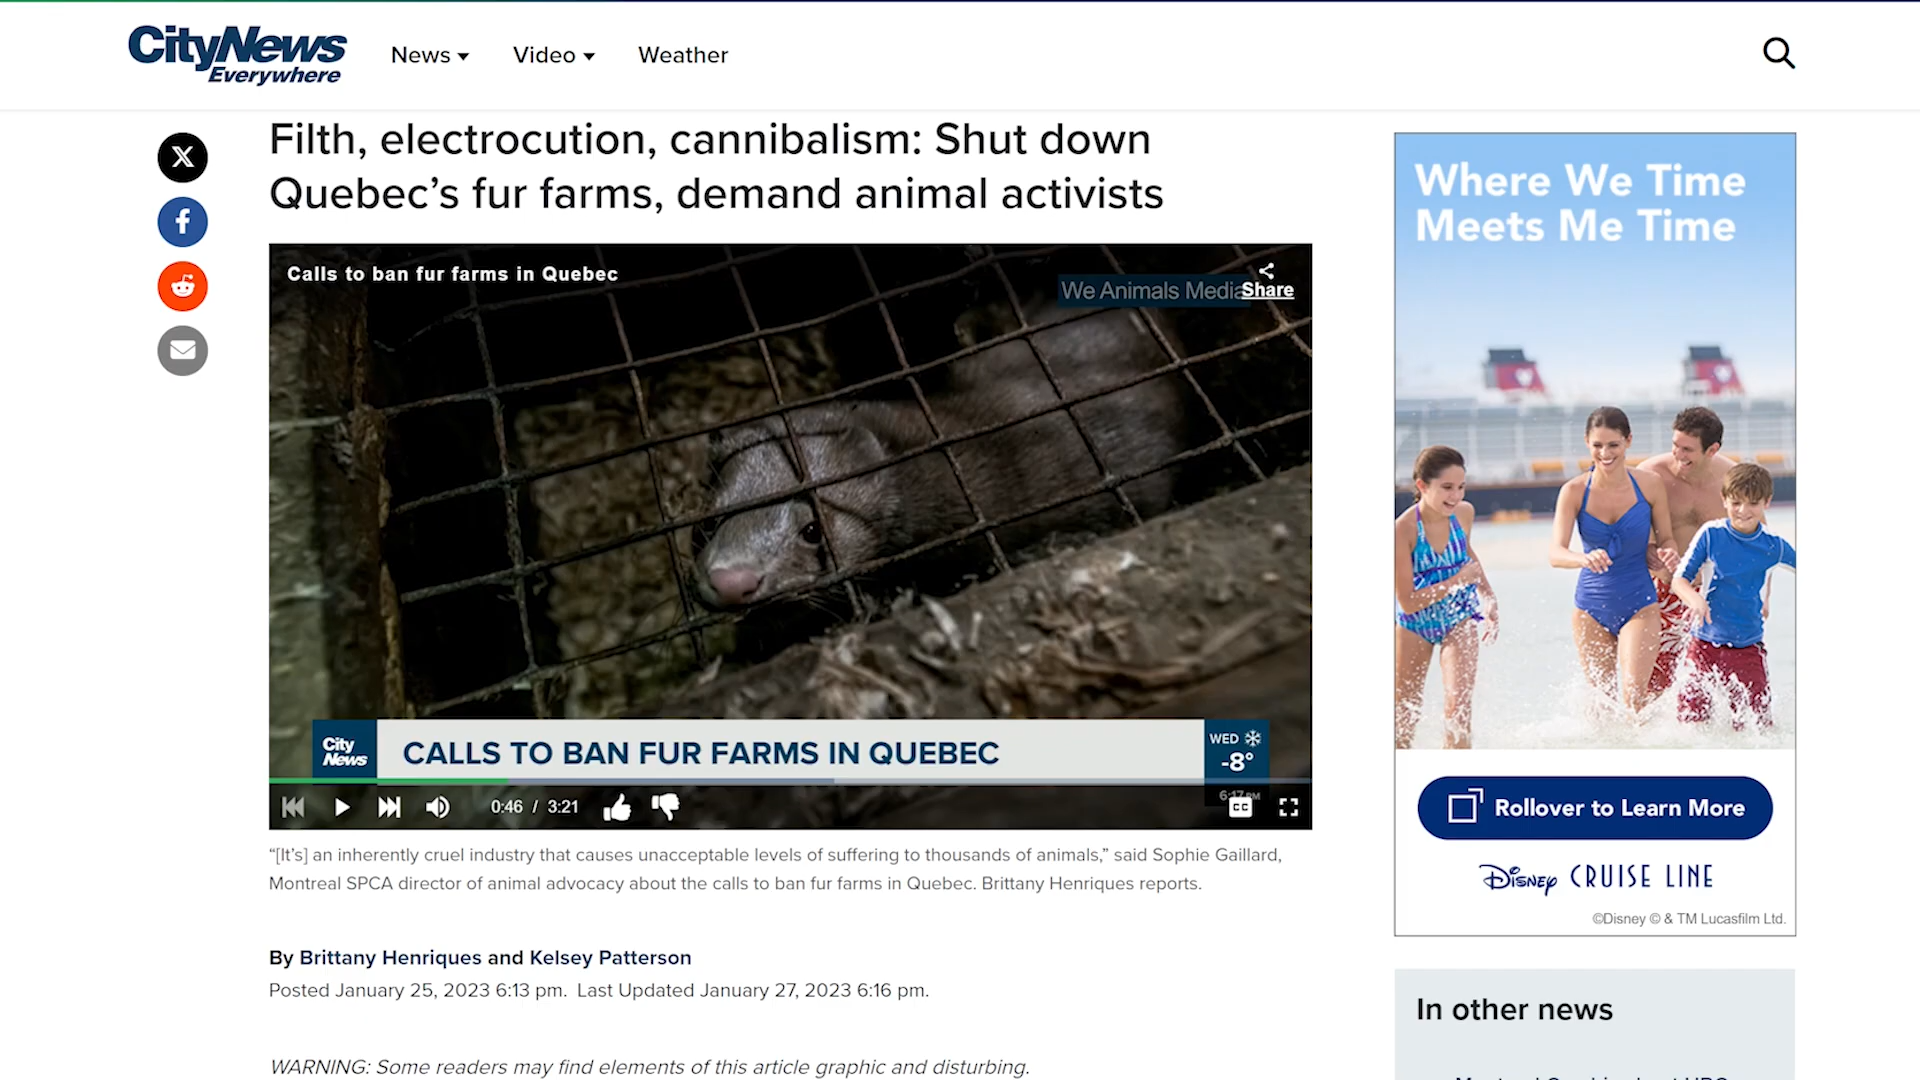 CityNews
Everywhere
News
Video
Weather
Filth, electrocution, cannibalism: Shut down
Quebec’s fur farms, demand animal activists
Calls to ban fur farms in Quebec
We Animals Media
Share
City
News
CALLS TO BAN FUR FARMS IN QUEBEC
WED
-8°
6:17 PM
0:46 / 3:21
CC
“[It’s] an inherently cruel industry that causes unacceptable levels of suffering to thousands of animals,” said Sophie Gaillard,
Montreal SPCA director of animal advocacy about the calls to ban fur farms in Quebec. Brittany Henriques reports.
By Brittany Henriques and Kelsey Patterson
Posted January 25, 2023 6:13 pm. Last Updated January 27, 2023 6:16 pm.
WARNING: Some readers may find elements of this article graphic and disturbing.
Where We Time
Meets Me Time
Rollover to Learn More
Disney CRUISE LINE
©Disney © & TM Lucasfilm Ltd.
In other news